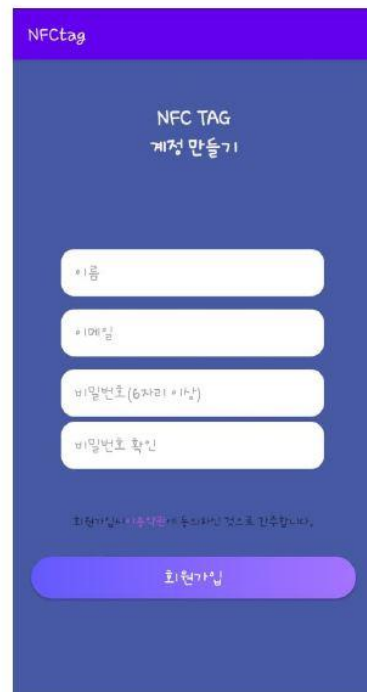 NFCtag
NFC TAG
계정 만들기
이름
이메일
비밀번호(6자리 이상)
비밀번호 확인
회원가입시 이용약관에 동의하신 것으로 간주합니다.
회원가입